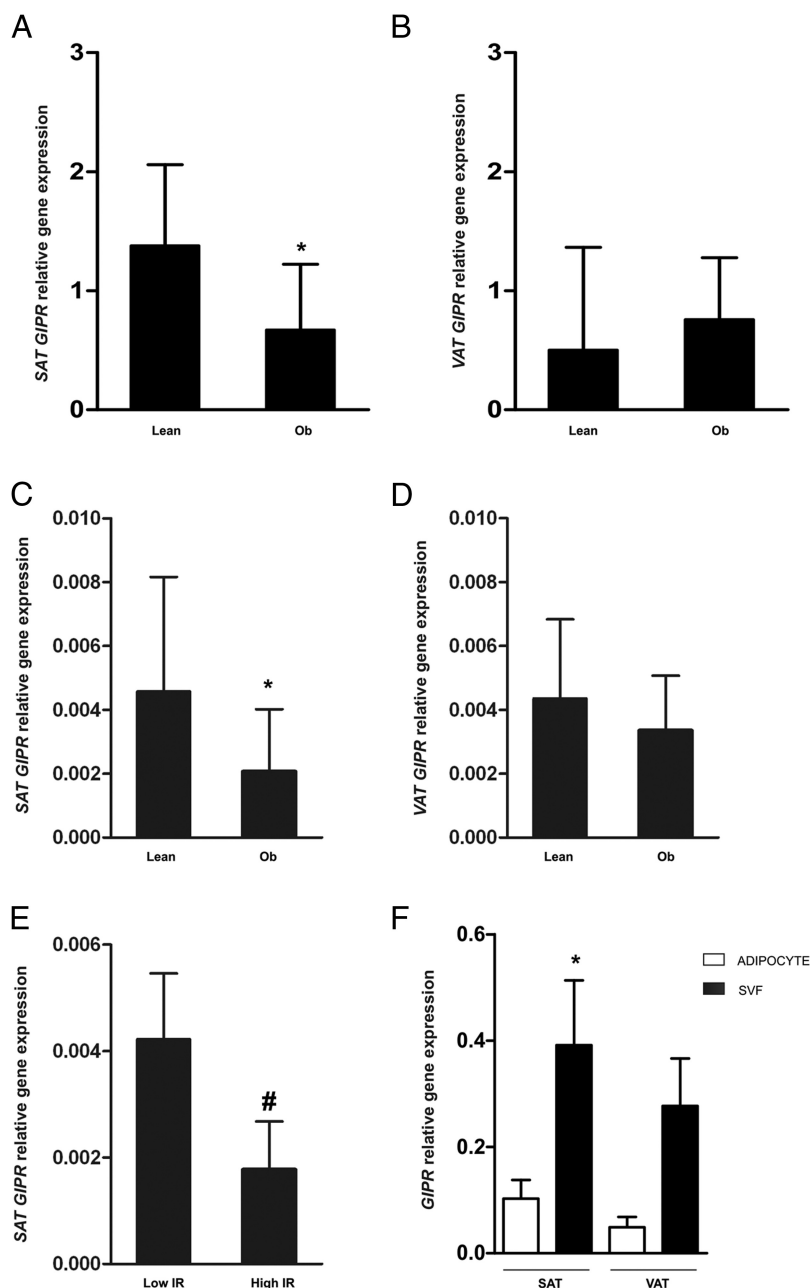 A
SAT GIPR relative gene expression
3
2
1
0
*
Lean Ob
B
VAT GIPR relative gene expression
3
2
1
0
Lean Ob
C
SAT GIPR relative gene expression
0.010
0.008
0.006
0.004
0.002
0.000
*
Lean Ob
D
VAT GIPR relative gene expression
0.010
0.008
0.006
0.004
0.002
0.000
Lean Ob
E
SAT GIPR relative gene expression
0.006
0.004
0.002
0.000
#
Low IR High IR
F
GIPR relative gene expression
0.6
0.4
0.2
0.0
*
ADIPOCYTE
SVF
SAT VAT